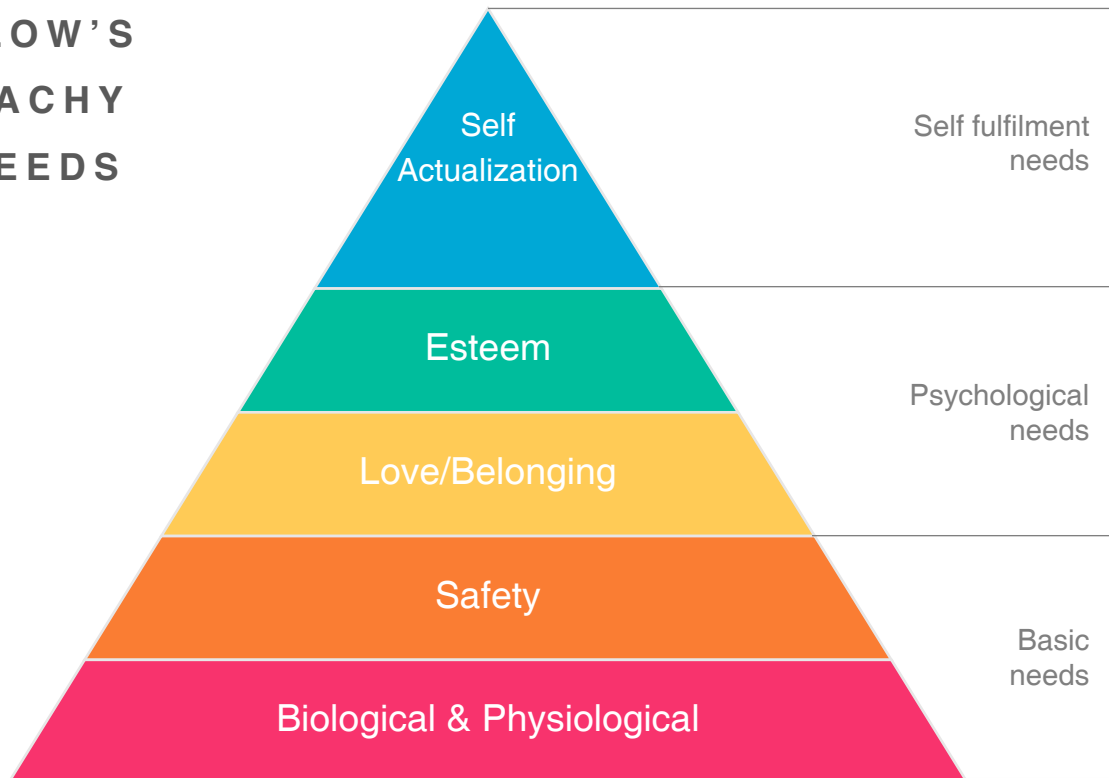 LOW'S
ACHY
EEDS
Self
Actualization
Self fulfilment
needs
Esteem
Psychological
needs
Love/Belonging
Safety
Basic
needs
Biological & Physiological